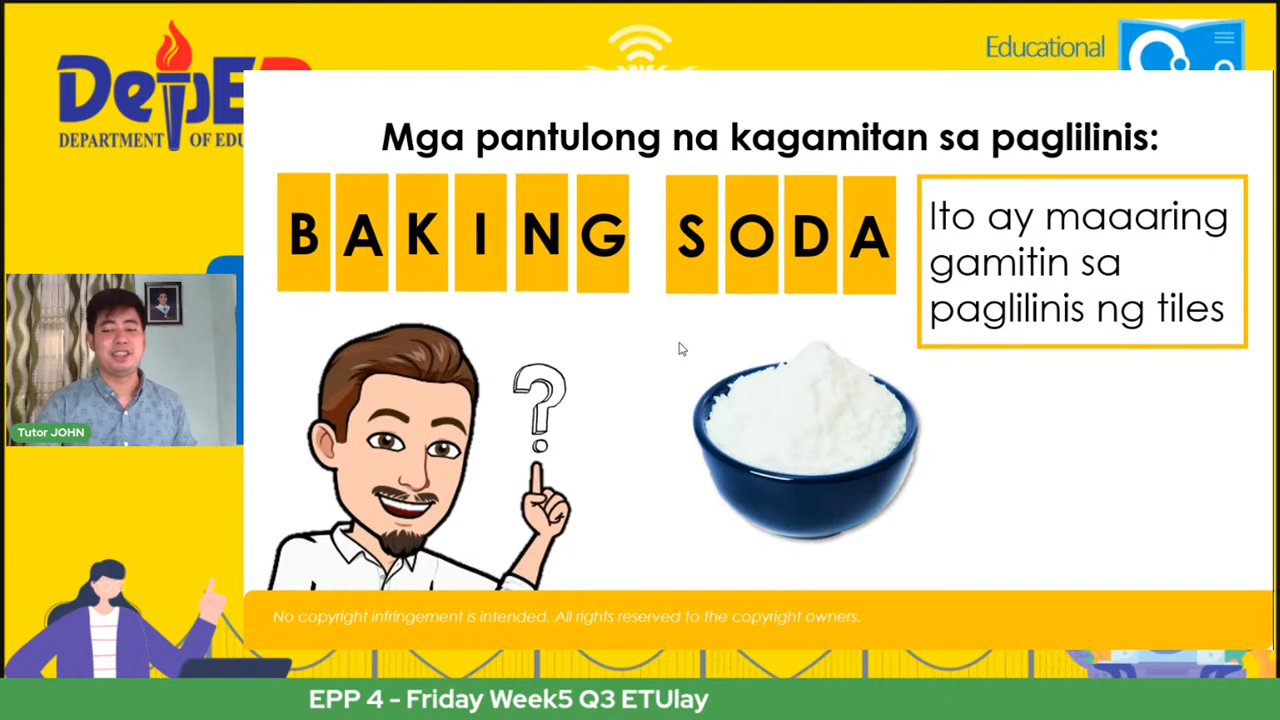 DepED
DEPARTMENT OF EDU
Educational
Mga pantulong na kagamitan sa paglilinis:
BAKING SODA
Ito ay maaaring
gamitin sa
paglilinis ng tiles
Tutor JOHN
No copyright infringement is intended. All rights reserved to the copyright owners.
EPP 4 - Friday Week5 Q3 ETUlay